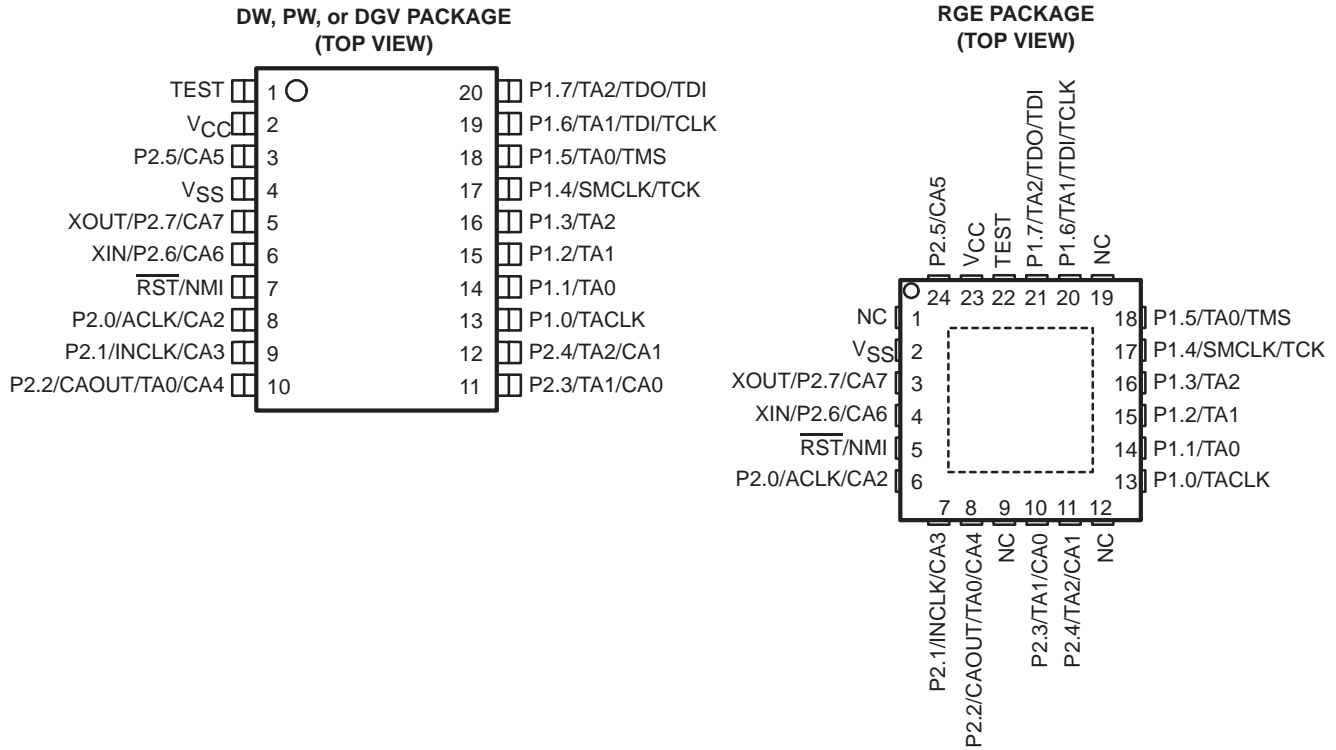 DW, PW, or DGV PACKAGE
(TOP VIEW)
TEST 1 20 P1.7/TA2/TDO/TDI
VCC 2 19 P1.6/TA1/TDI/TCLK
P2.5/CA5 3 18 P1.5/TA0/TMS
VSS 4 17 P1.4/SMCLK/TCK
XOUT/P2.7/CA7 5 16 P1.3/TA2
XIN/P2.6/CA6 6 15 P1.2/TA1
RST/NMI 7 14 P1.1/TA0
P2.0/ACLK/CA2 8 13 P1.0/TACLK
P2.1/INCLK/CA3 9 12 P2.4/TA2/CA1
P2.2/CAOUT/TA0/CA4 10 11 P2.3/TA1/CA0
RGE PACKAGE
(TOP VIEW)
P2.5/CA5
VCC
TEST
P1.7/TA2/TDO/TDI
P1.6/TA1/TDI/TCLK
NC
24 23 22 21 20 19
NC 1 18 P1.5/TA0/TMS
VSS 2 17 P1.4/SMCLK/TCK
XOUT/P2.7/CA7 3 16 P1.3/TA2
XIN/P2.6/CA6 4 15 P1.2/TA1
RST/NMI 5 14 P1.1/TA0
P2.0/ACLK/CA2 6 13 P1.0/TACLK
7 8 9 10 11 12
P2.1/INCLK/CA3
P2.2/CAOUT/TA0/CA4
NC
P2.3/TA1/CA0
P2.4/TA2/CA1
NC